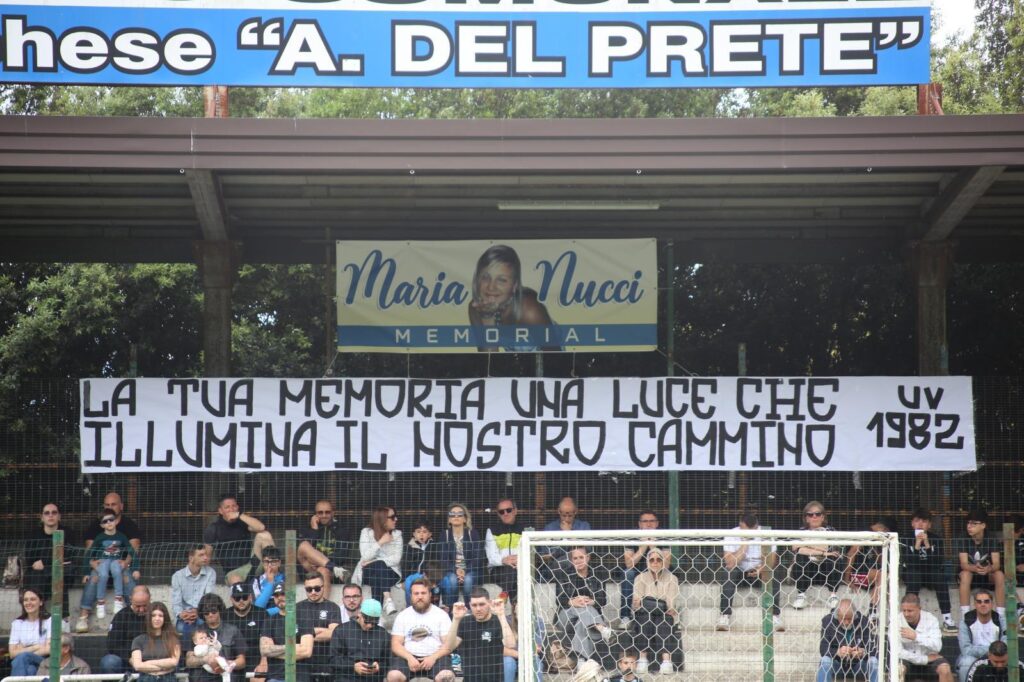 hese "A. DEL PRETE"
Maria Nucci
MEMORIAL
LA TUA MEMORIA UNA LUCE CHE
ILLUMINA IL NOSTRO CAMMINO
UV
1982